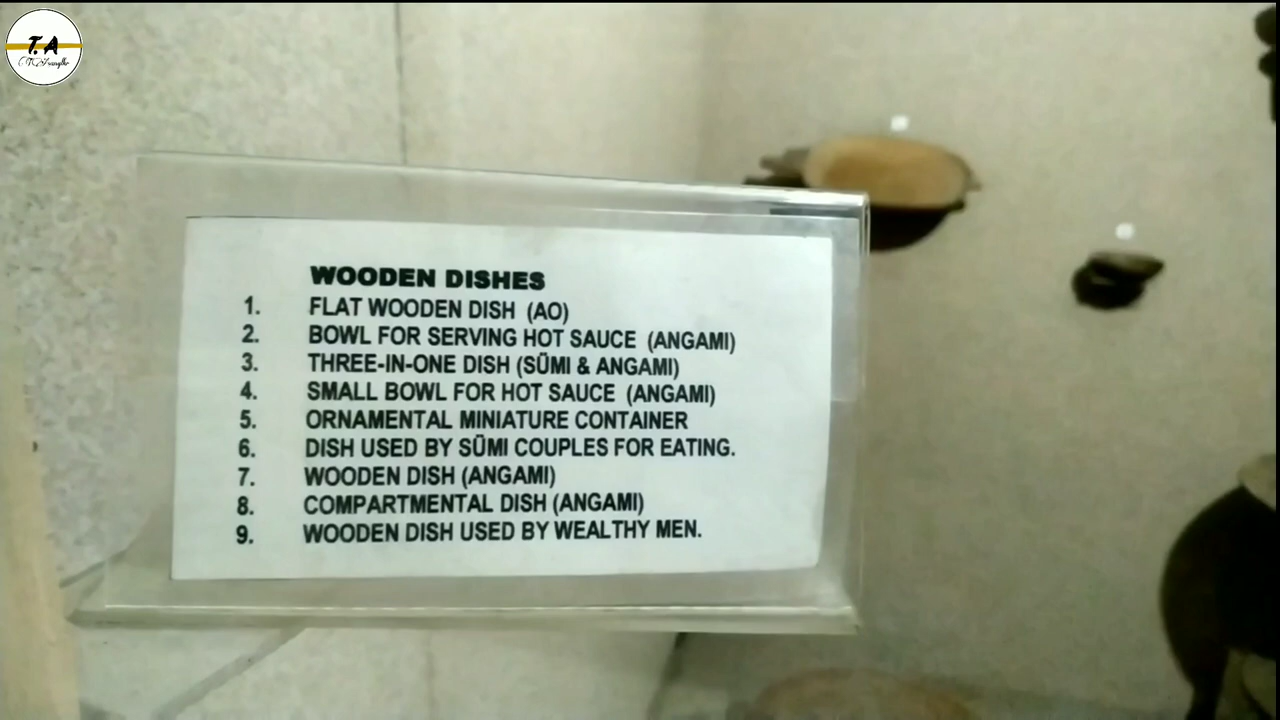 T. A
WOODEN DISHES
1. FLAT WOODEN DISH (AO)
2. BOWL FOR SERVING HOT SAUCE (ANGAMI)
3. THREE-IN-ONE DISH (SÜMI & ANGAMI)
4. SMALL BOWL FOR HOT SAUCE (ANGAMI)
5. ORNAMENTAL MINIATURE CONTAINER
6. DISH USED BY SÜMI COUPLES FOR EATING.
7. WOODEN DISH (ANGAMI)
8. COMPARTMENTAL DISH (ANGAMI)
9. WOODEN DISH USED BY WEALTHY MEN.